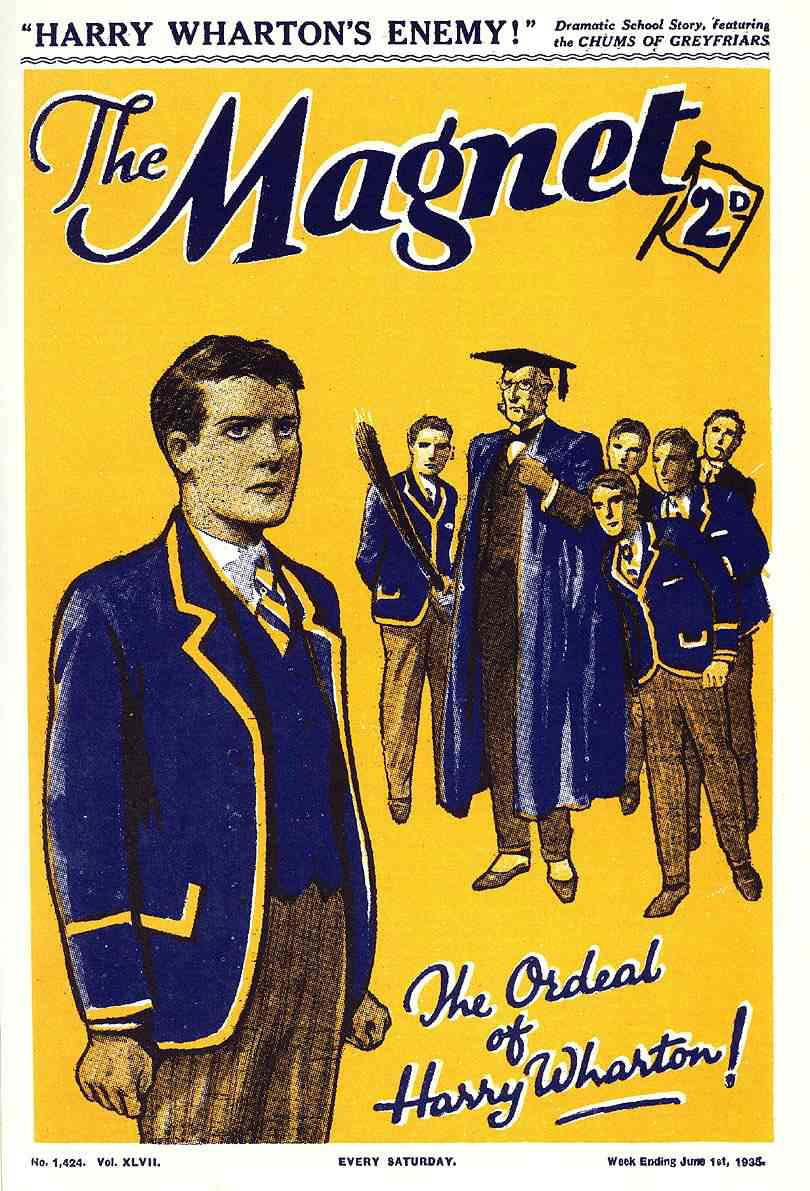 "HARRY WHARTON'S ENEMY!"
Dramatic School Story, featuring
the CHUMS OF GREYFRIARS.
The Magnet
2D
The Ordeal
of
Harry Wharton!
No. 1,424. Vol. XLVII.
EVERY SATURDAY.
Week Ending June 1st, 1935.